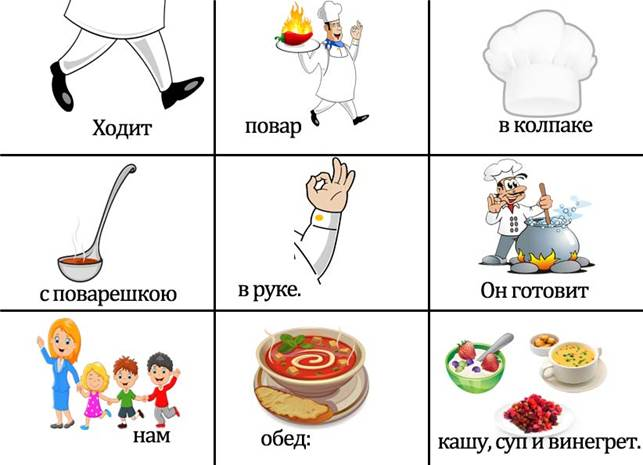 Ходит
повар
в колпаке
с поварешкою
в руке.
Он готовит
нам
обед:
кашу, суп и винегрет.